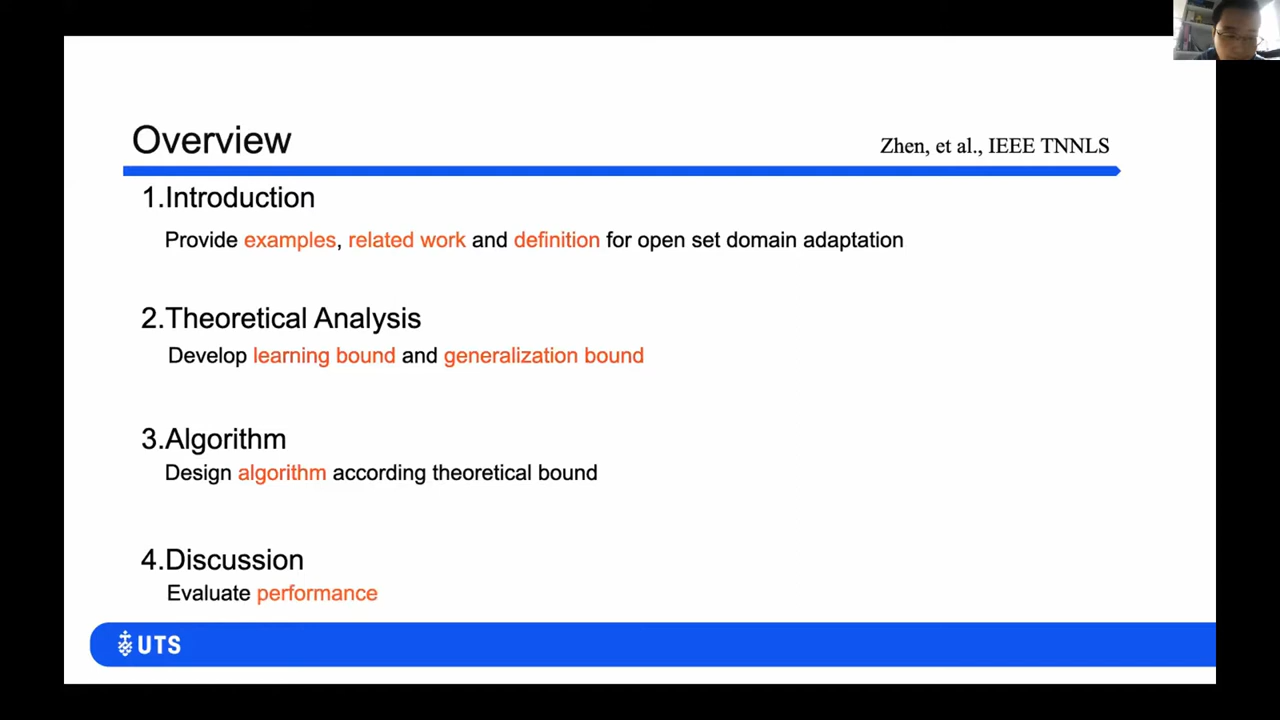 Overview
Zhen, et al., IEEE TNNLS
1.Introduction
Provide examples, related work and definition for open set domain adaptation
2.Theoretical Analysis
Develop learning bound and generalization bound
3.Algorithm
Design algorithm according theoretical bound
4.Discussion
Evaluate performance
UTS